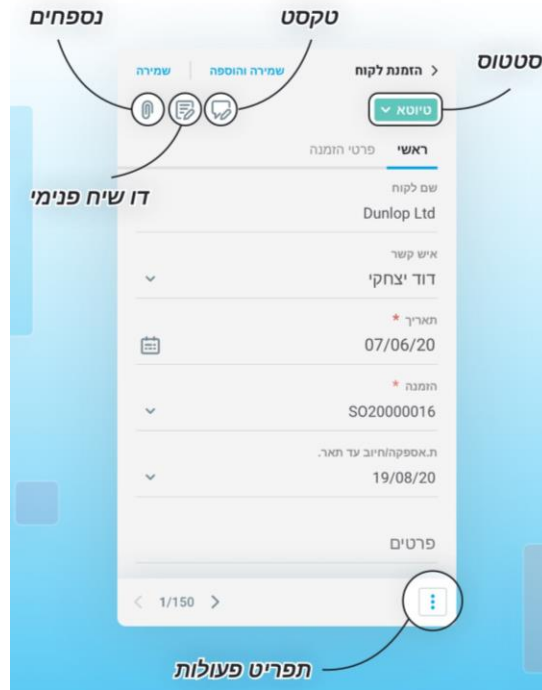 נספחים
טקסט
סטטוס
< הזמנת לקוח
שמירה והוספה | שמירה
טיוטא
דו שיח פנימי
ראשי פרטי הזמנה
שם לקוח
Dunlop Ltd
איש קשר
דוד יצחקי
תאריך *
07/06/20
הזמנה *
SO20000016
ת.אספקה/חיוב עד תאר.
19/08/20
פרטים
< 1/150 >
תפריט פעולות